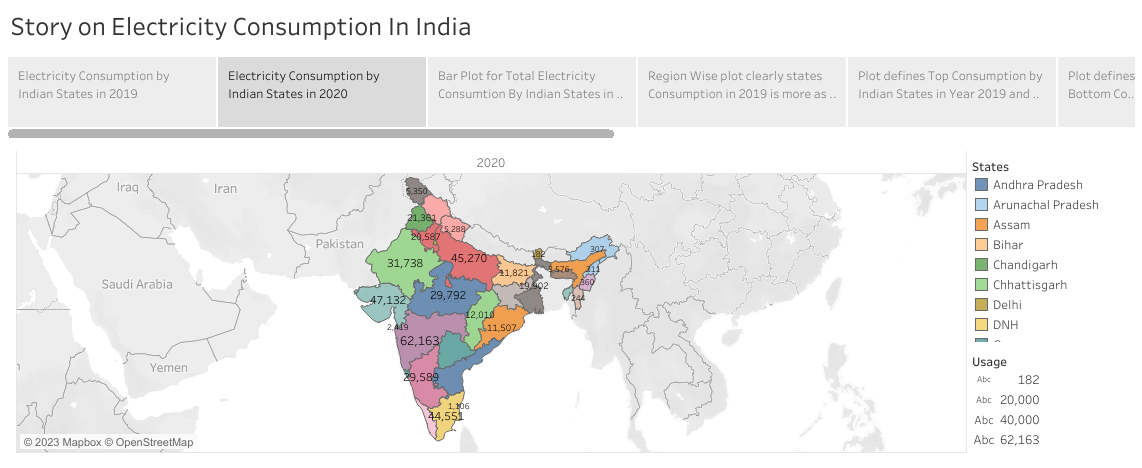 Story on Electricity Consumption In India
Electricity Consumption by
Indian States in 2019
Electricity Consumption by
Indian States in 2020
Bar Plot for Total Electricity
Consumtion By Indian States in ..
Region Wise plot clearly states
Consumption in 2019 is more as ..
Plot defines Top Consumption by
Indian States in Year 2019 and ..
Plot defines
Bottom Co..
2020
Iraq
Iran
Pakistan
Saudi Arabia
Yemen
5,350
21,361
20,587
5,288
45,270
182
307
31,738
11,821
3,576
311
360
19,902
244
47,132
29,792
12,010
11,507
2,419
62,163
29,589
1,106
44,551
© 2023 Mapbox © OpenStreetMap
States
Andhra Pradesh
Arunachal Pradesh
Assam
Bihar
Chandigarh
Chhattisgarh
Delhi
DNH
Usage
Abc 182
Abc 20,000
Abc 40,000
Abc 62,163